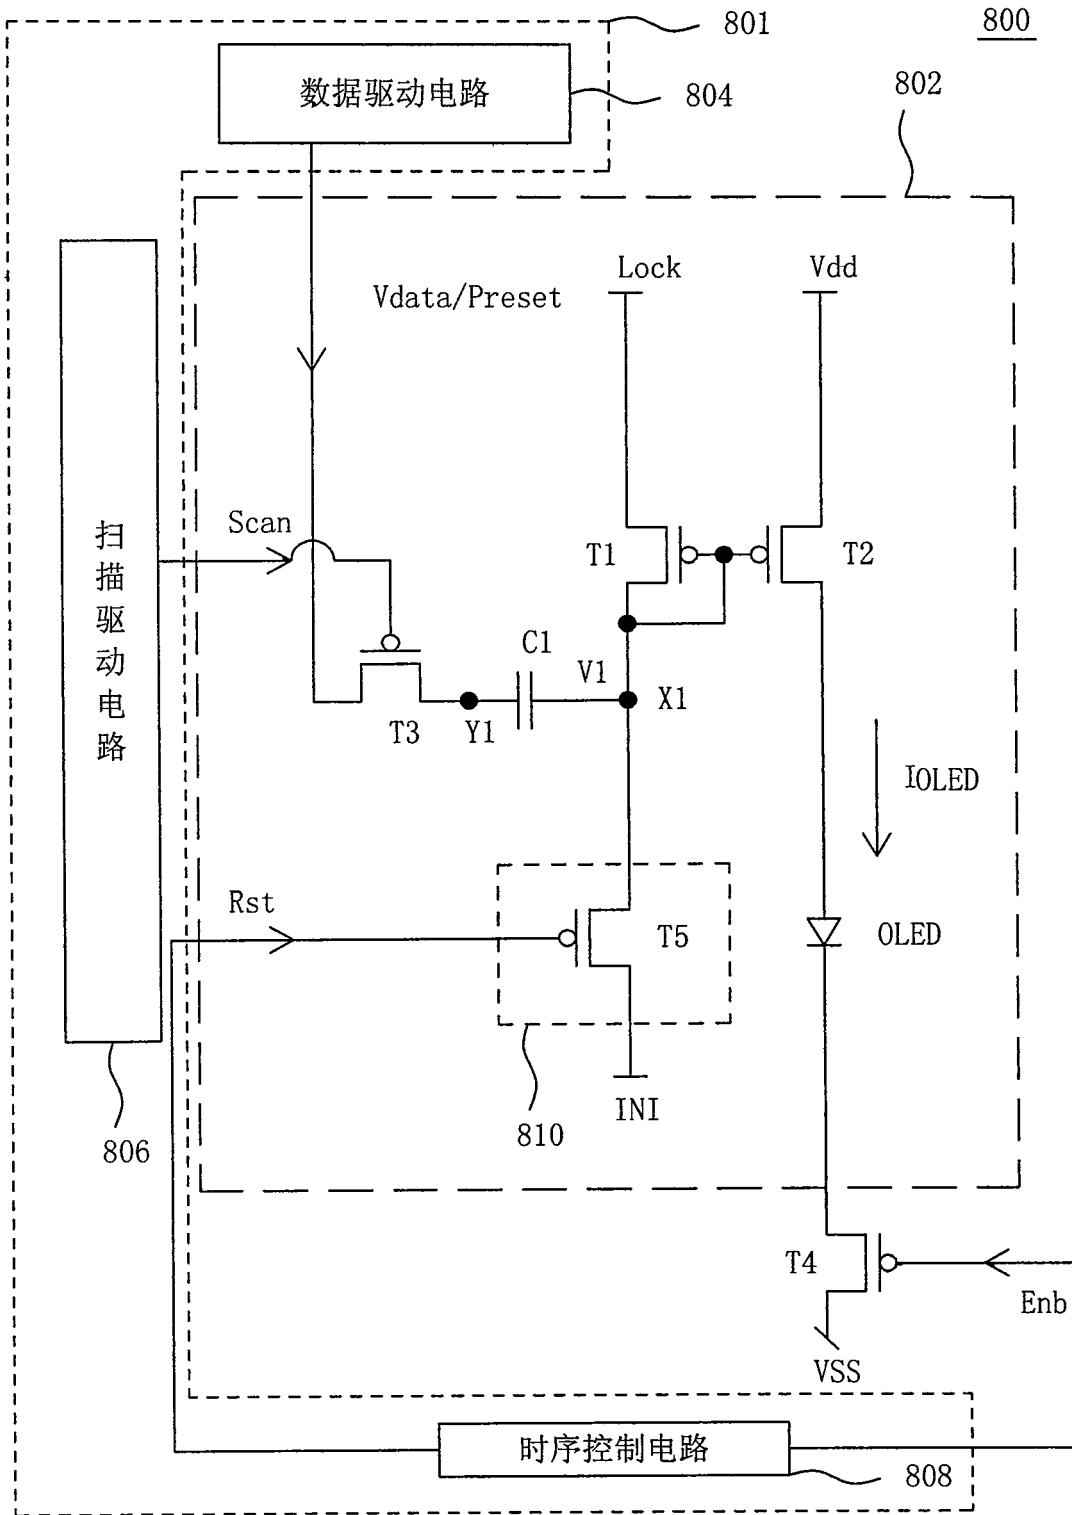 801
800
数据驱动电路
804
802
Lock
Vdd
Vdata/Preset
扫描驱动电路
Scan
T1
T2
C1
V1
X1
T3
Y1
IOLED
Rst
T5
OLED
INI
810
806
T4
Enb
VSS
时序控制电路
808